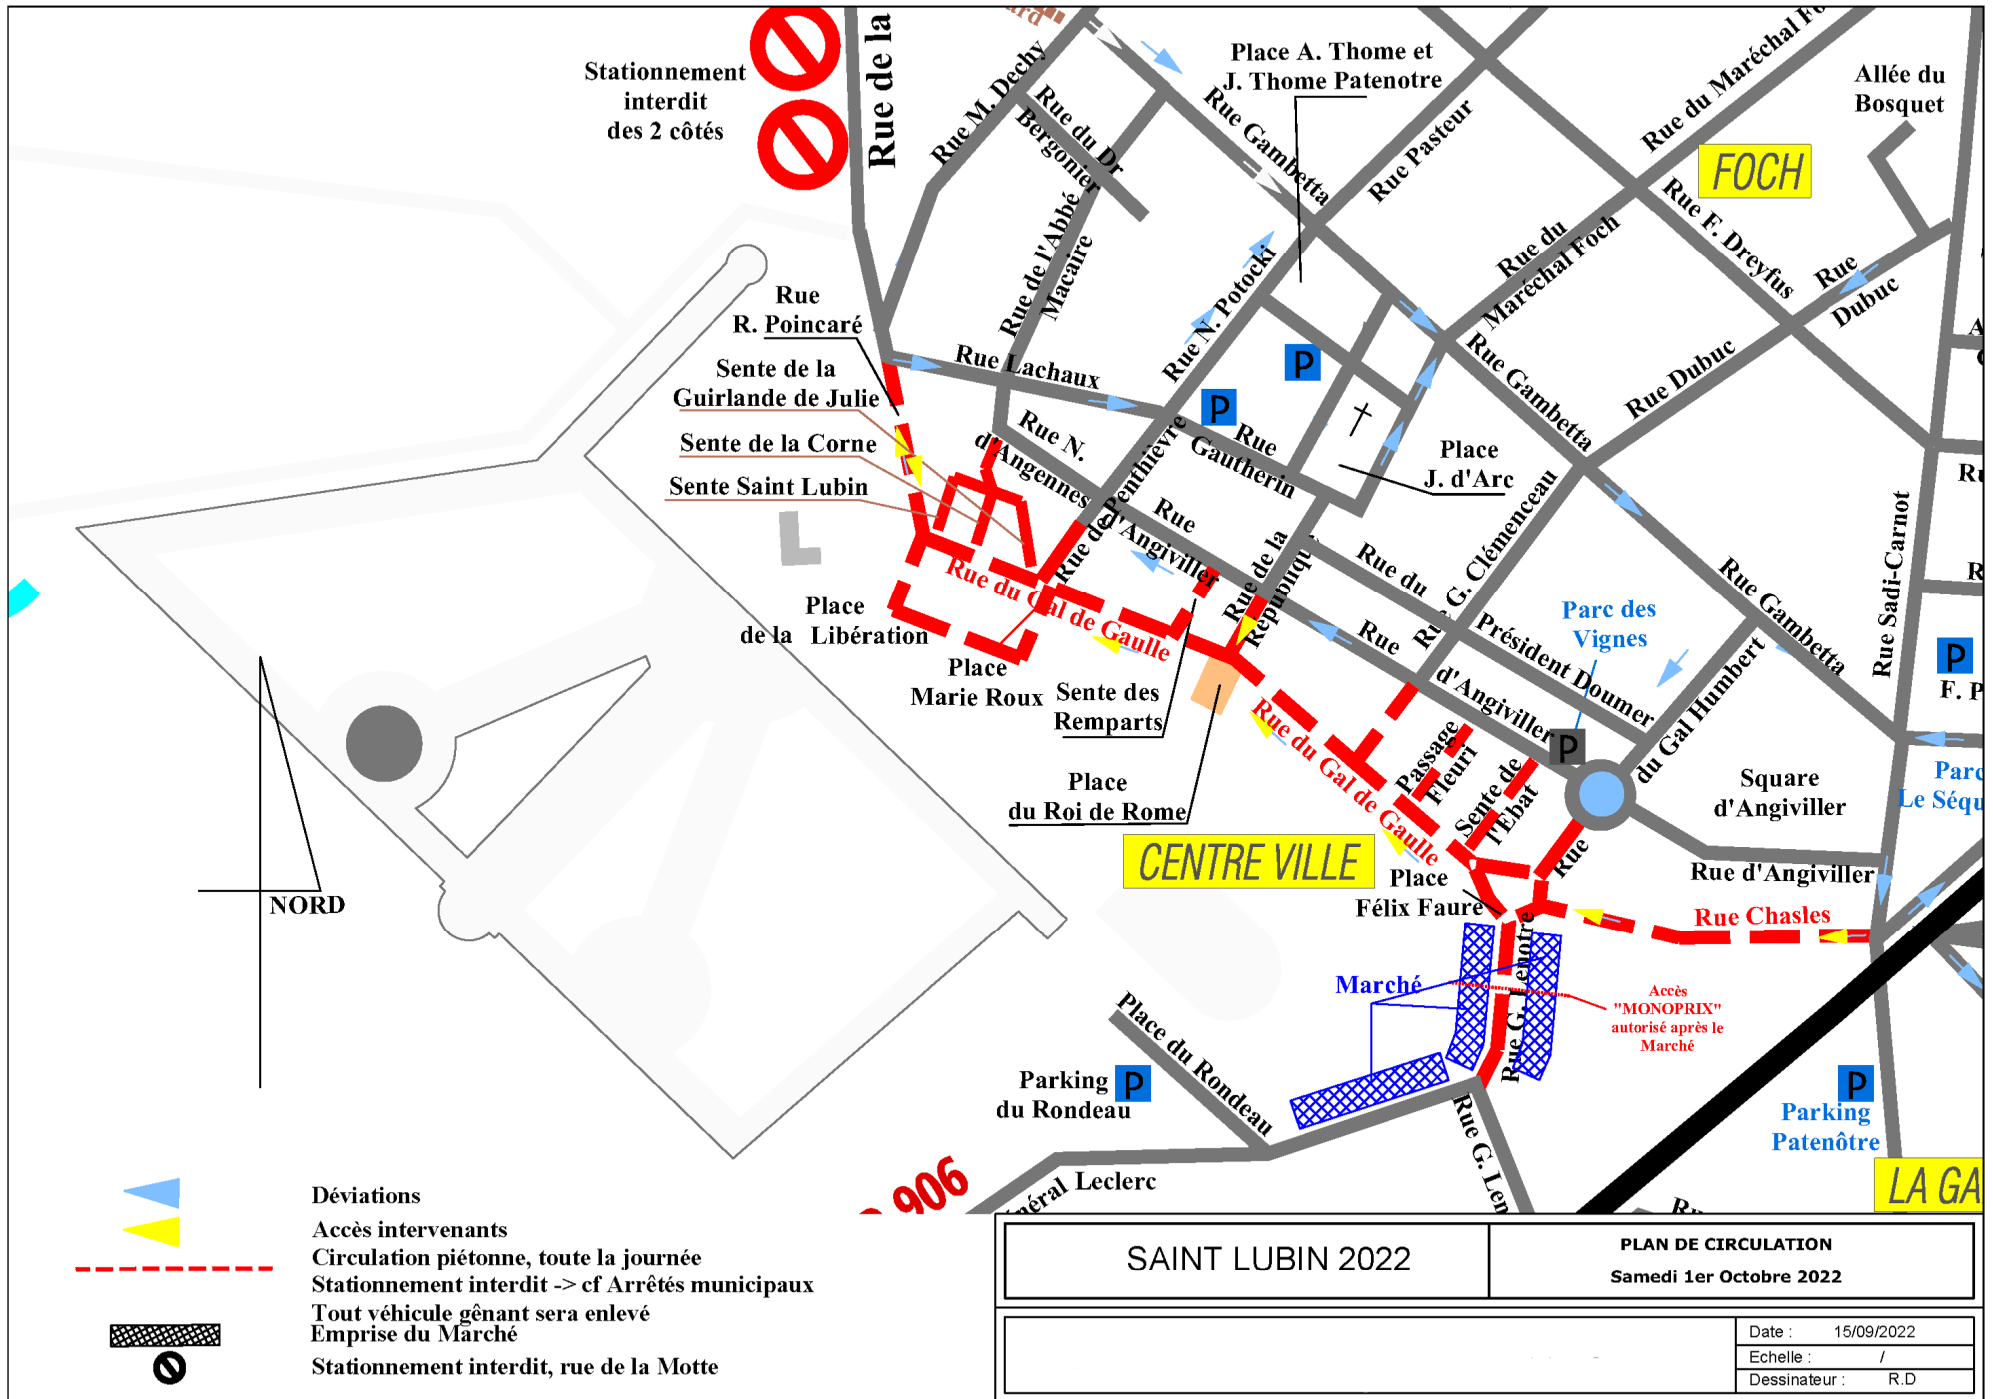 Stationnement
interdit
des 2 côtés
Rue de la
Rue M. Dechy
Rue du Dr
Bergonier
Rue de l'Abbé
Macaire
Place A. Thome et
J. Thome Patenotre
Rue Gambetta
Rue Pasteur
Rue du Maréchal
Allée du
Bosquet
FOCH
Rue F. Dreyfus
Rue du
Maréchal Foch
Rue
Dubuc
Rue
R. Poincaré
Rue Lachaux
Rue N. Potocki
P
Rue Gambetta
Rue Dubuc
Sente de la
Guirlande de Julie
Sente de la Corne
Sente Saint Lubin
Rue N.
d'Angennes
P
Rue
Gautherin
Place
J. d'Arc
Rue de Penthièvre
Rue
d'Angiviller
Rue de la
République
Rue du
Président Doumer
Rue G. Clémenceau
Rue Sadi-Carnot
Rue Gambetta
Parc des
Vignes
P
F. P
Rue du Gal de Gaulle
Place
de la Libération
Place
Marie Roux
Sente des
Remparts
Rue
d'Angiviller
P
du Gal Humbert
Rue du Gal de Gaulle
Passage
Fleuri
Sente de
l'Ebat
Rue
Square
d'Angiviller
Parc
Le Séqu
Place
du Roi de Rome
CENTRE VILLE
Rue d'Angiviller
Place
Félix Faure
Rue Chasles
NORD
Marché
Rue G. Lenotre
Accès
"MONOPRIX"
autorisé après le
Marché
Place du Rondeau
Parking
du Rondeau
P
P
Parking
Patenôtre
Rue G. Len
LA GA
906
énéral Leclerc
Déviations
Accès intervenants
Circulation piétonne, toute la journée
Stationnement interdit -> cf Arrêtés municipaux
Tout véhicule gênant sera enlevé
Emprise du Marché
Stationnement interdit, rue de la Motte
SAINT LUBIN 2022
PLAN DE CIRCULATION
Samedi 1er Octobre 2022
Date : 15/09/2022
Echelle : /
Dessinateur : R.D